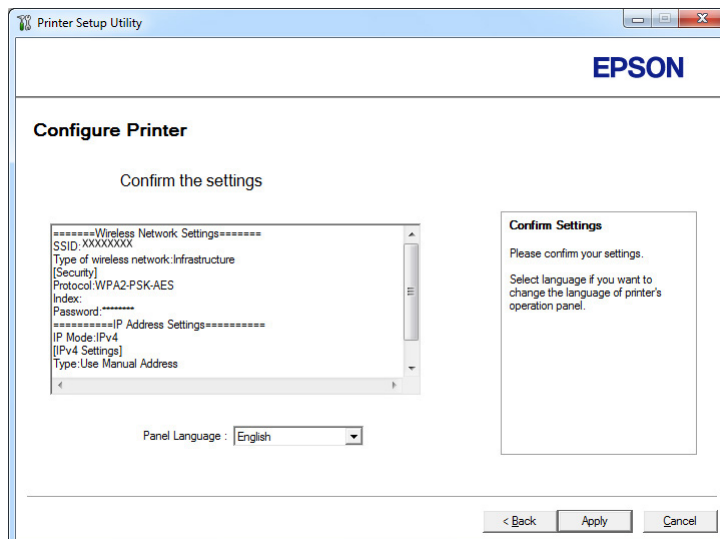 Printer Setup Utility
EPSON
Configure Printer
Confirm the settings
=======Wireless Network Settings=======
SSID:XXXXXXXX
Type of wireless network:Infrastructure
[Security]
Protocol:WPA2-PSK-AES
Index:
Password:********
==========IP Address Settings==========
IP Mode:IPv4
[IPv4 Settings]
Type:Use Manual Address
Confirm Settings
Please confirm your settings.
Select language if you want to
change the language of printer's
operation panel.
Panel Language : English
< Back Apply Cancel